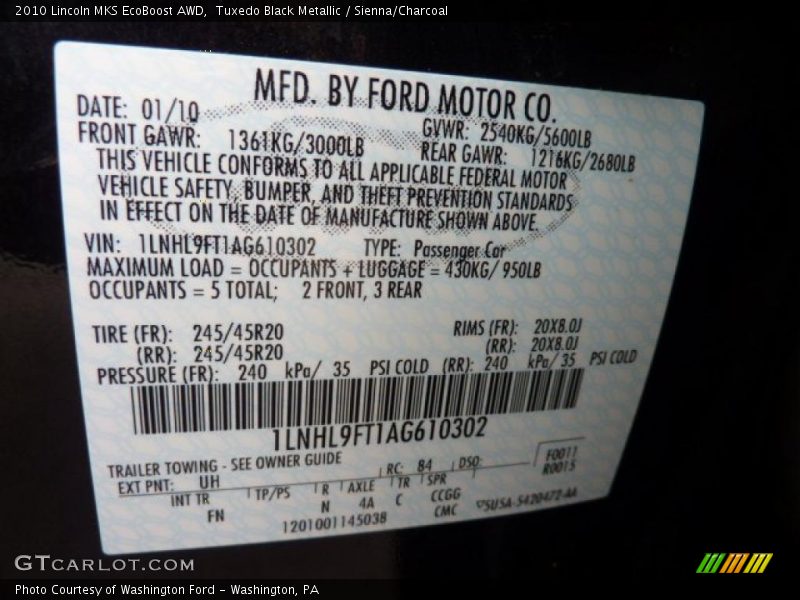 2010 Lincoln MKS EcoBoost AWD, Tuxedo Black Metallic / Sienna/Charcoal
MFD. BY FORD MOTOR CO.
DATE: 01/10 GVWR: 2540KG/5600LB
FRONT GAWR: 1361KG/3000LB REAR GAWR: 1216KG/2680LB
THIS VEHICLE CONFORMS TO ALL APPLICABLE FEDERAL MOTOR
VEHICLE SAFETY, BUMPER, AND THEFT PREVENTION STANDARDS
IN EFFECT ON THE DATE OF MANUFACTURE SHOWN ABOVE.
VIN: 1LNHL9FT1AG610302 TYPE: Passenger Car
MAXIMUM LOAD = OCCUPANTS + LUGGAGE = 430KG/ 950LB
OCCUPANTS = 5 TOTAL; 2 FRONT, 3 REAR
TIRE (FR): 245/45R20 RIMS (FR): 20X8.0J
(RR): 245/45R20 (RR): 20X8.0J
PRESSURE (FR): 240 kPa/ 35 PSI COLD (RR): 240 kPa/ 35 PSI COLD
1LNHL9FT1AG610302
TRAILER TOWING - SEE OWNER GUIDE
EXT PNT: UH RC: 84 DSO: F0011
R0015
INT TR TP/PS R AXLE TR SPR
FN N 4A C CCGG
1201001145038 CMC 5U5A-5420472-AA
GTCARLOT.COM
Photo Courtesy of Washington Ford - Washington, PA